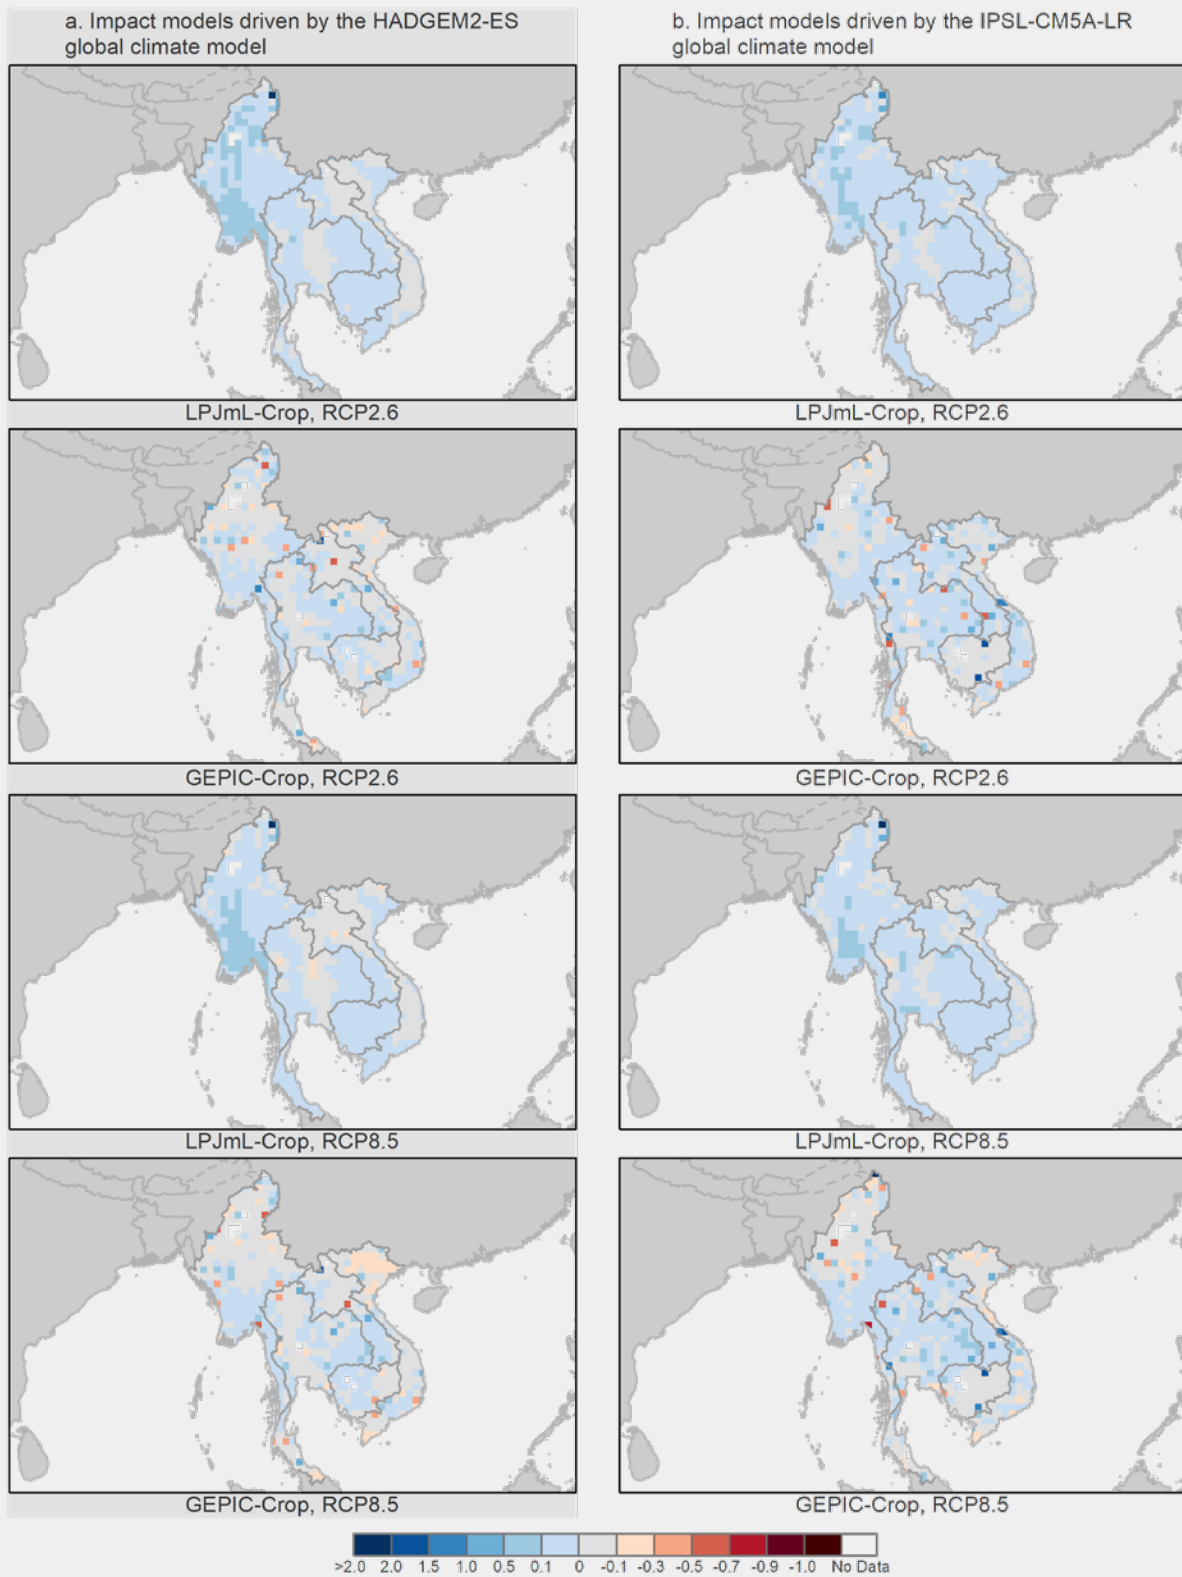 a. Impact models driven by the HADGEM2-ES
global climate model
b. Impact models driven by the IPSL-CM5A-LR
global climate model
LPJmL-Crop, RCP2.6
LPJmL-Crop, RCP2.6
GEPIC-Crop, RCP2.6
GEPIC-Crop, RCP2.6
LPJmL-Crop, RCP8.5
LPJmL-Crop, RCP8.5
GEPIC-Crop, RCP8.5
GEPIC-Crop, RCP8.5
>2.0 2.0 1.5 1.0 0.5 0.1 0 -0.1 -0.3 -0.5 -0.7 -0.9 -1.0 No Data